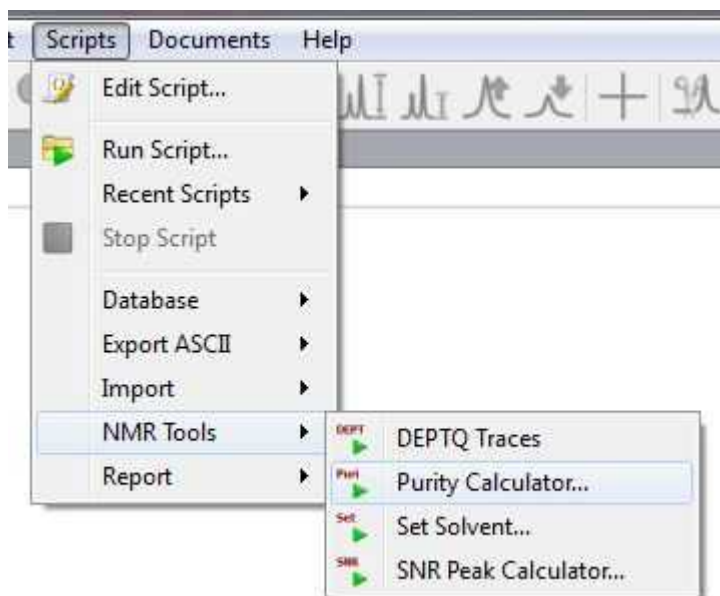 t Scripts Documents Help
Edit Script...
Run Script...
Recent Scripts
Stop Script
Database
Export ASCII
Import
NMR Tools
Report
DEPT DEPTQ Traces
Puri Purity Calculator...
Set Set Solvent...
SNR SNR Peak Calculator...